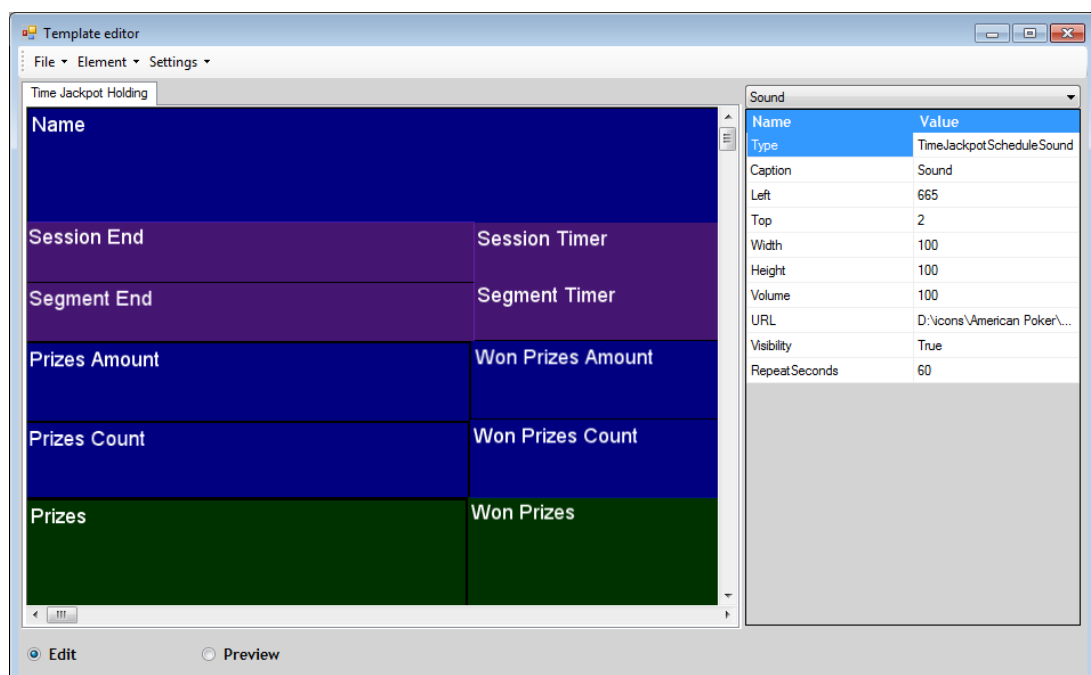 Template editor
File Element Settings
Time Jackpot Holding
Sound
Name
Session End Session Timer
Segment End Segment Timer
Prizes Amount Won Prizes Amount
Prizes Count Won Prizes Count
Prizes Won Prizes
Name Value
Type TimeJackpotScheduleSound
Caption Sound
Left 665
Top 2
Width 100
Height 100
Volume 100
URL D:\icons\American Poker\...
Visibility True
RepeatSeconds 60
Edit Preview